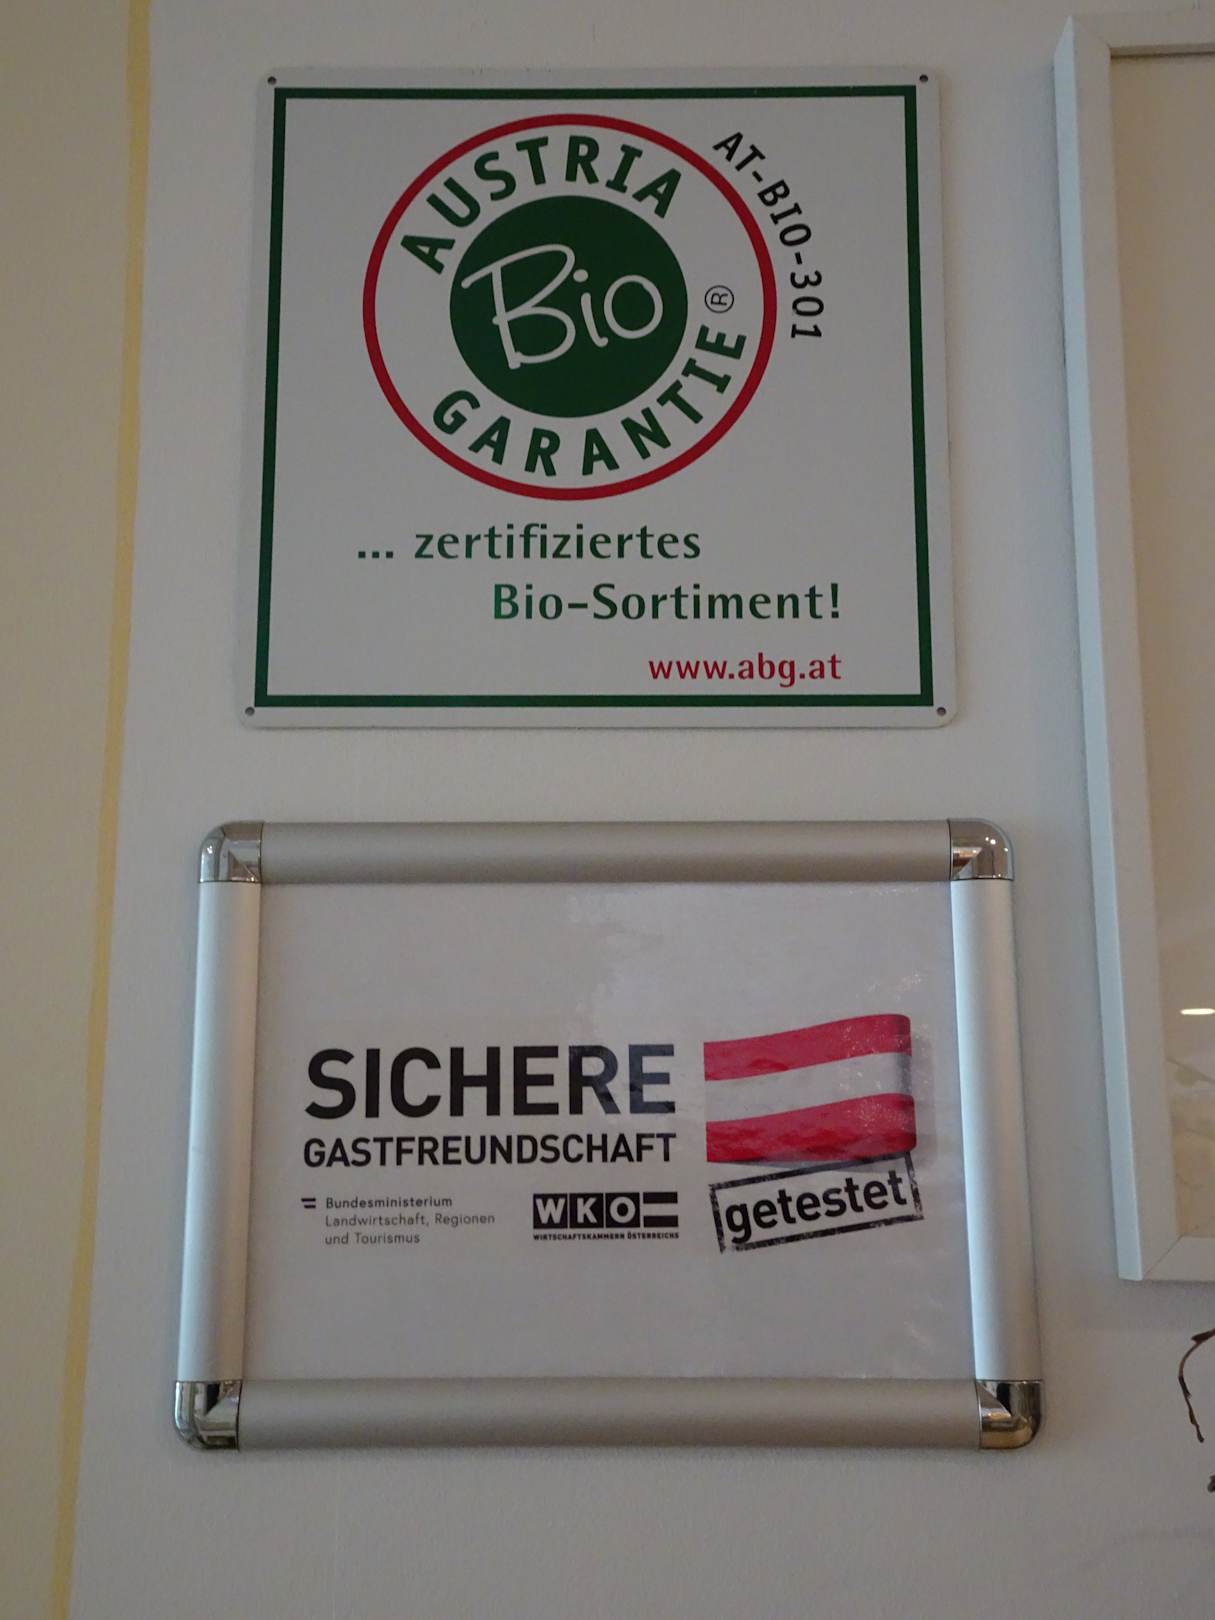 AUSTRIA
Bio
GARANTIE ®
AT-BIO-301
... zertifiziertes
Bio-Sortiment!
www.abg.at
SICHERE
GASTFREUNDSCHAFT
Bundesministerium
Landwirtschaft, Regionen
und Tourismus
WKO
WIRTSCHAFTSKAMMERN ÖSTERREICHS
getestet